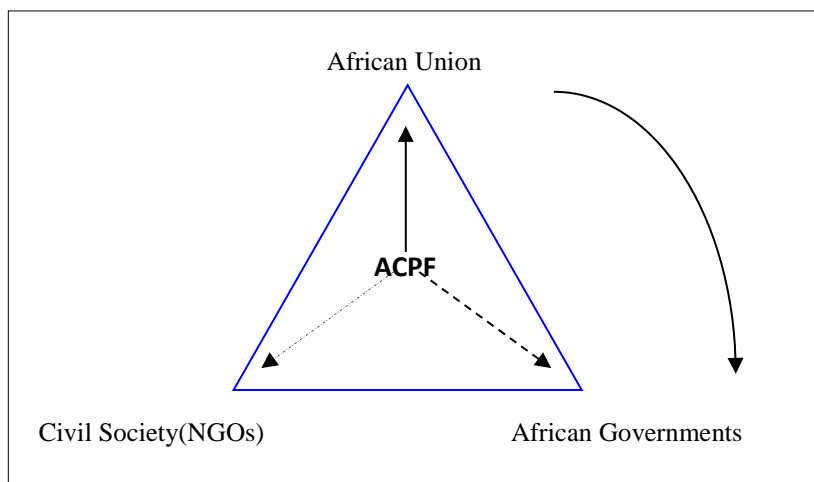 African Union
ACPF
Civil Society(NGOs)
African Governments